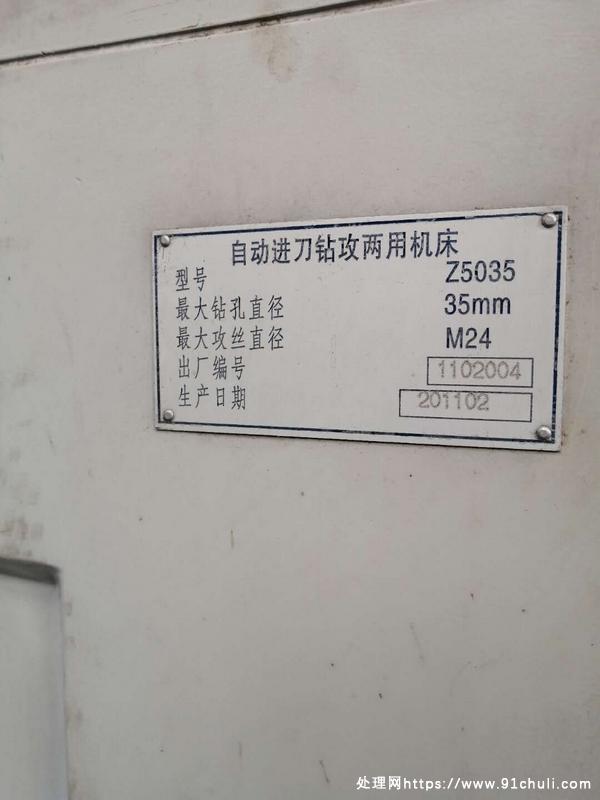 自动进刀钻攻两用机床
型号 Z5035
最大钻孔直径 35mm
最大攻丝直径 M24
出厂编号 1102004
生产日期 201102
处理网https://www.91chuli.com/